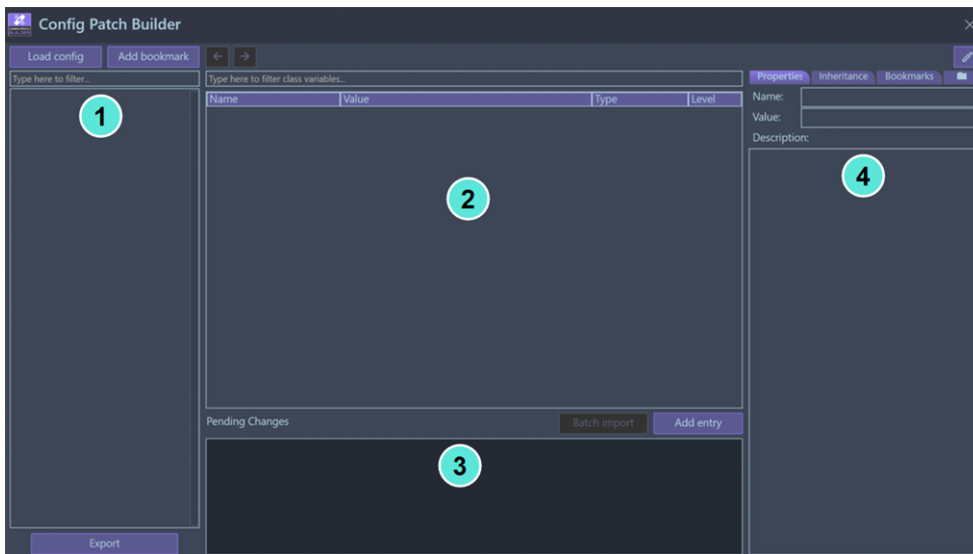 Config Patch Builder
Load config Add bookmark
Type here to filter... Type here to filter class variables...
Properties Inheritance Bookmarks
Name Value Type Level
Name:
Value:
Description:
1
2
4
Pending Changes Batch import Add entry
3
Export